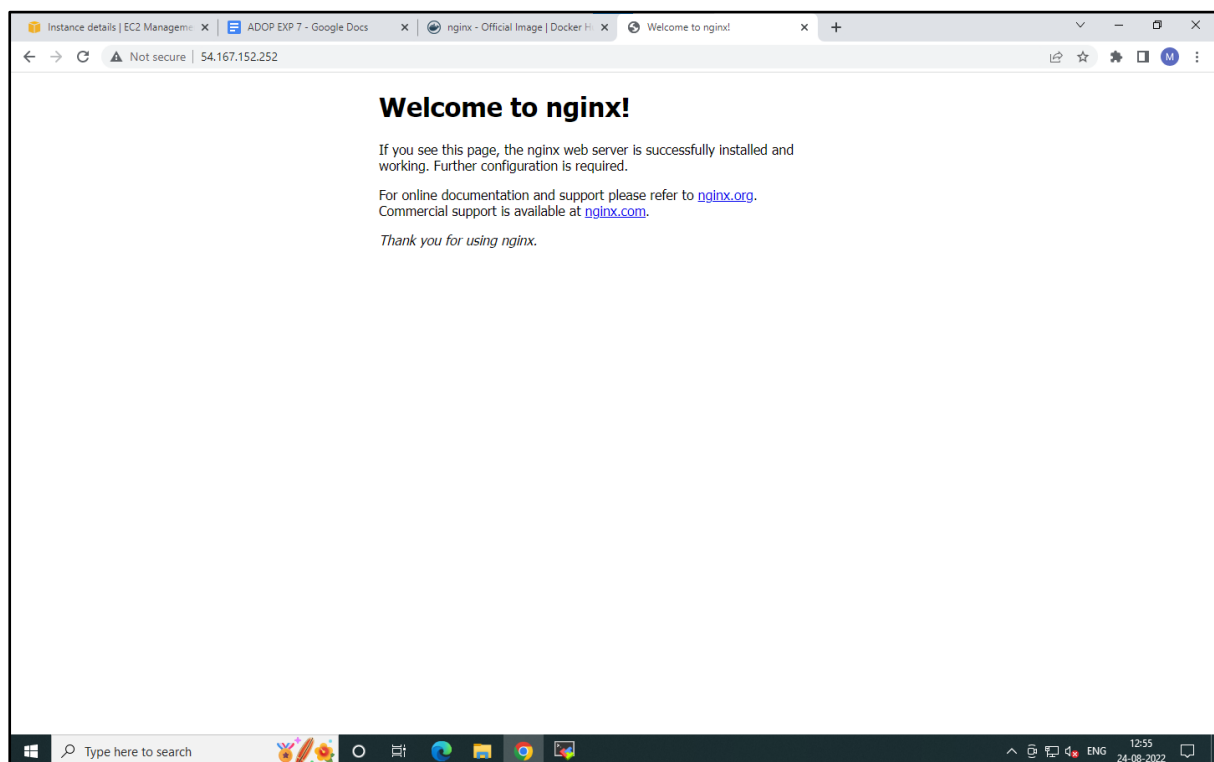 Instance details | EC2 Manageme
ADOP EXP 7 - Google Docs
nginx - Official Image | Docker H
Welcome to nginx!
Not secure | 54.167.152.252
M
Welcome to nginx!
If you see this page, the nginx web server is successfully installed and
working. Further configuration is required.
For online documentation and support please refer to nginx.org.
Commercial support is available at nginx.com.
Thank you for using nginx.
Type here to search
ENG
12:55
24-08-2022